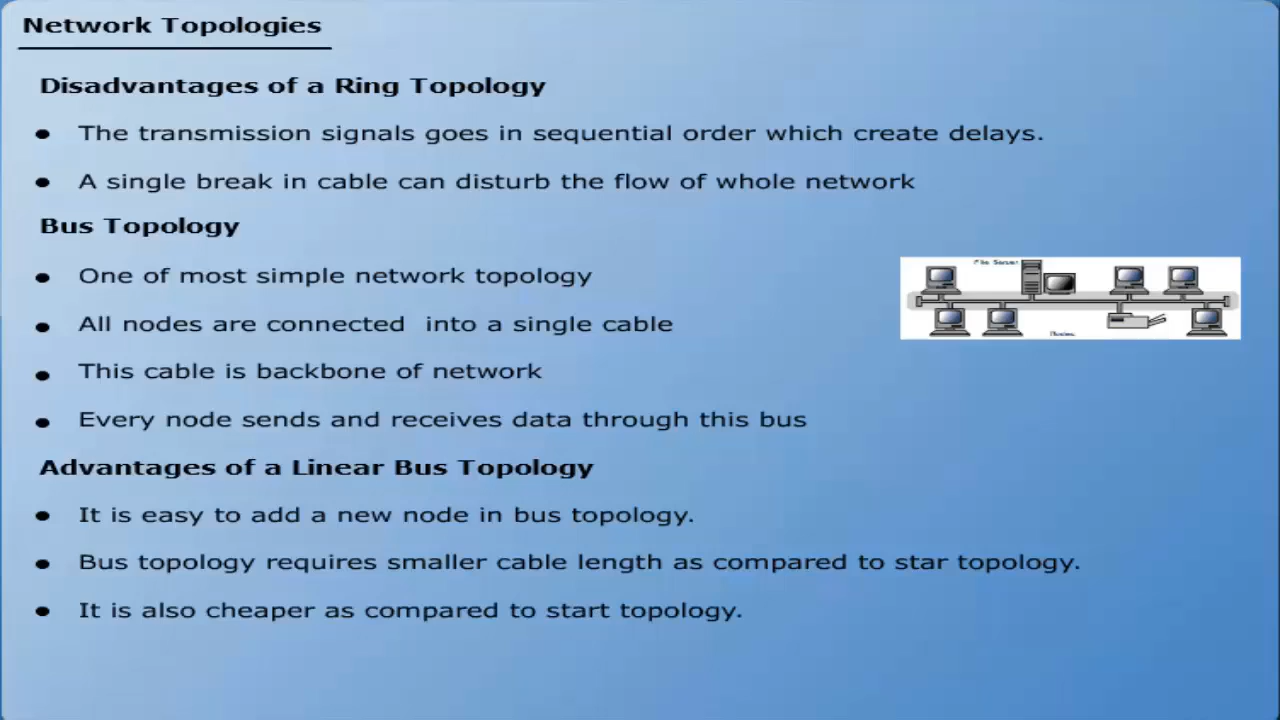 Network Topologies
Disadvantages of a Ring Topology
The transmission signals goes in sequential order which create delays.
A single break in cable can disturb the flow of whole network
Bus Topology
One of most simple network topology
File Server
All nodes are connected into a single cable
Nodes
This cable is backbone of network
Every node sends and receives data through this bus
Advantages of a Linear Bus Topology
It is easy to add a new node in bus topology.
Bus topology requires smaller cable length as compared to star topology.
It is also cheaper as compared to start topology.